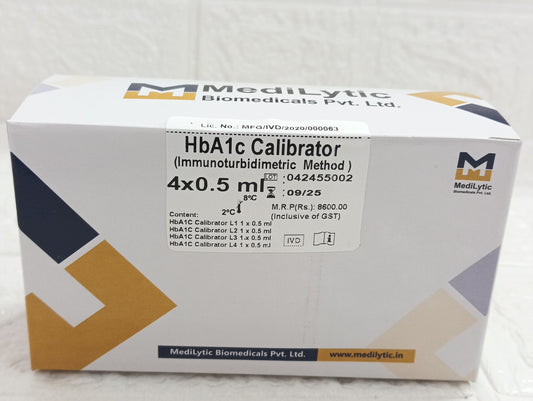 MediLytic
Biomedicals Pvt. Ltd.
Lic. No.: MFG/IVD/2020/000063
HbA1c Calibrator
(Immunoturbidimetric Method)
4x0.5 ml
LOT :042455002
:09/25
8ºC
2ºC
M.R.P(Rs.): 8600.00
(Inclusive of GST)
Content:
HbA1C Calibrator L1 1 x 0.5 ml
HbA1C Calibrator L2 1 x 0.5 ml
HbA1C Calibrator L3 1.x 0.5 ml
HbA1C Calibrator L4 1 x 0.5 ml
IVD
i
MediLytic
Biomedicals Pvt. Ltd.
MediLytic Biomedicals Pvt. Ltd.
www.medilytic.in